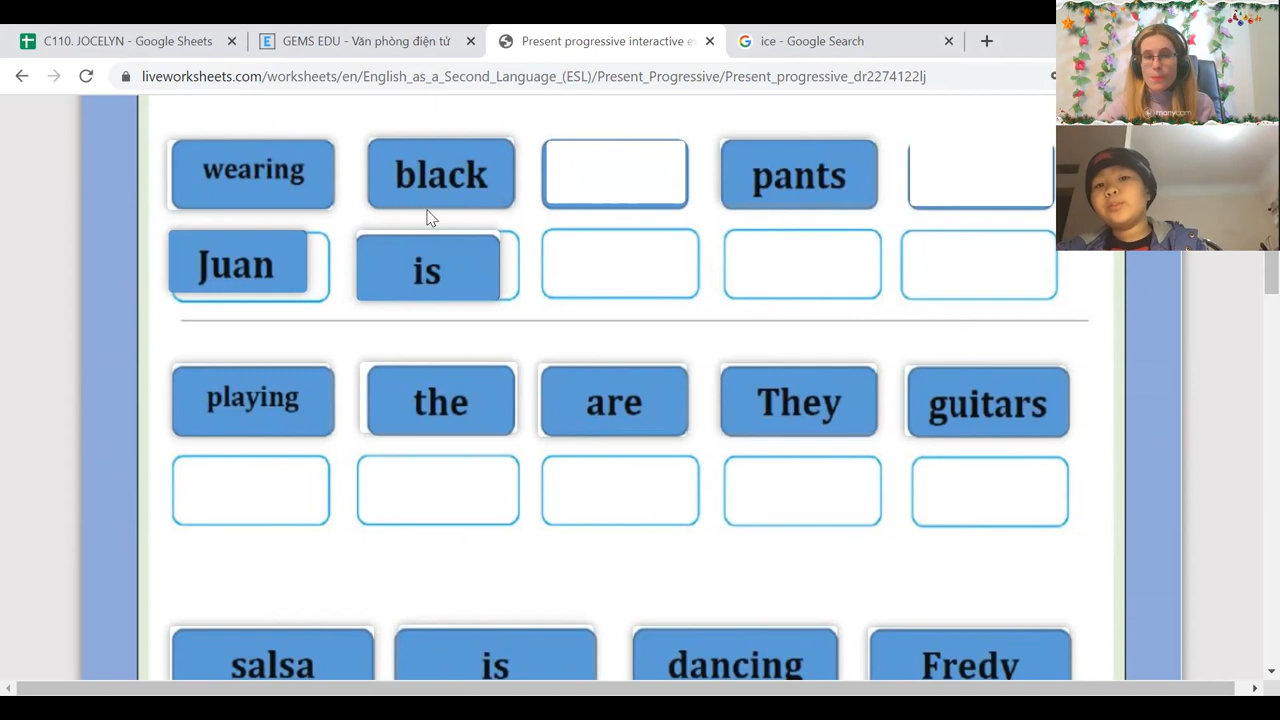 C110. JOCELYN - Google Sheets
GEMS EDU - Văn phòng điện tử
Present progressive interactive e
ice - Google Search
liveworksheets.com/worksheets/en/English_as_a_Second_Language_(ESL)/Present_Progressive/Present_progressive_dr2274122lj
manycam
wearing black pants
Juan is
playing the are They guitars
salsa is dancing Fredy